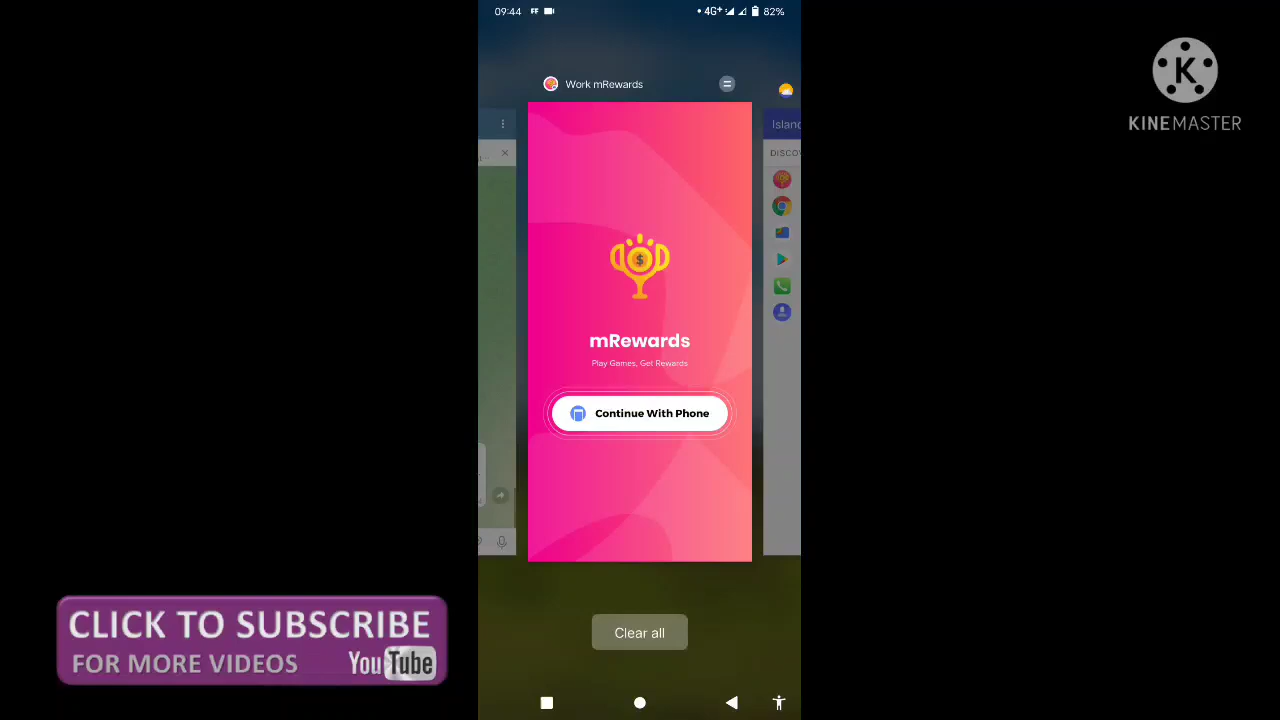 09:44
4G+
82%
Work mRewards
Island
DISCOV
mRewards
Play Games, Get Rewards
Continue With Phone
Clear all
K
KINEMASTER
CLICK TO SUBSCRIBE
FOR MORE VIDEOS YouTube